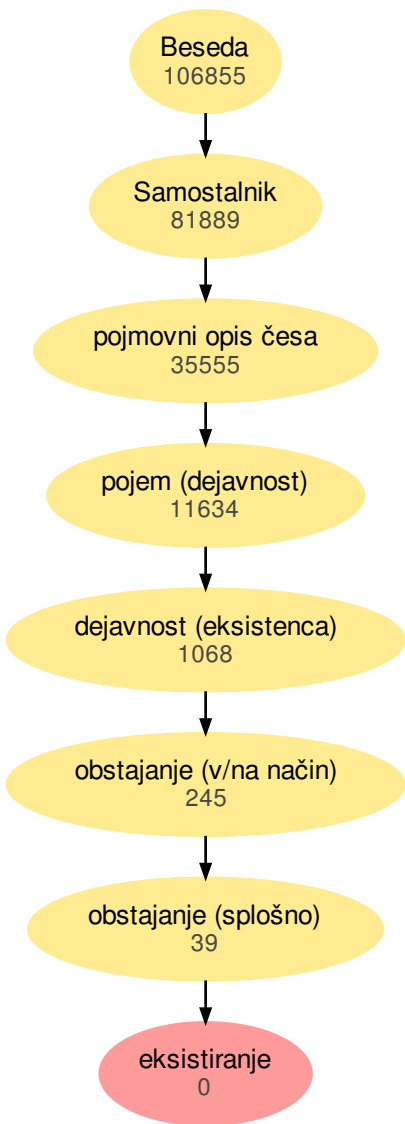 Beseda
106855
Samostalnik
81889
pojmovni opis česa
35555
pojem (dejavnost)
11634
dejavnost (eksistenca)
1068
obstajanje (v/na način)
245
obstajanje (splošno)
39
eksistiranje
0